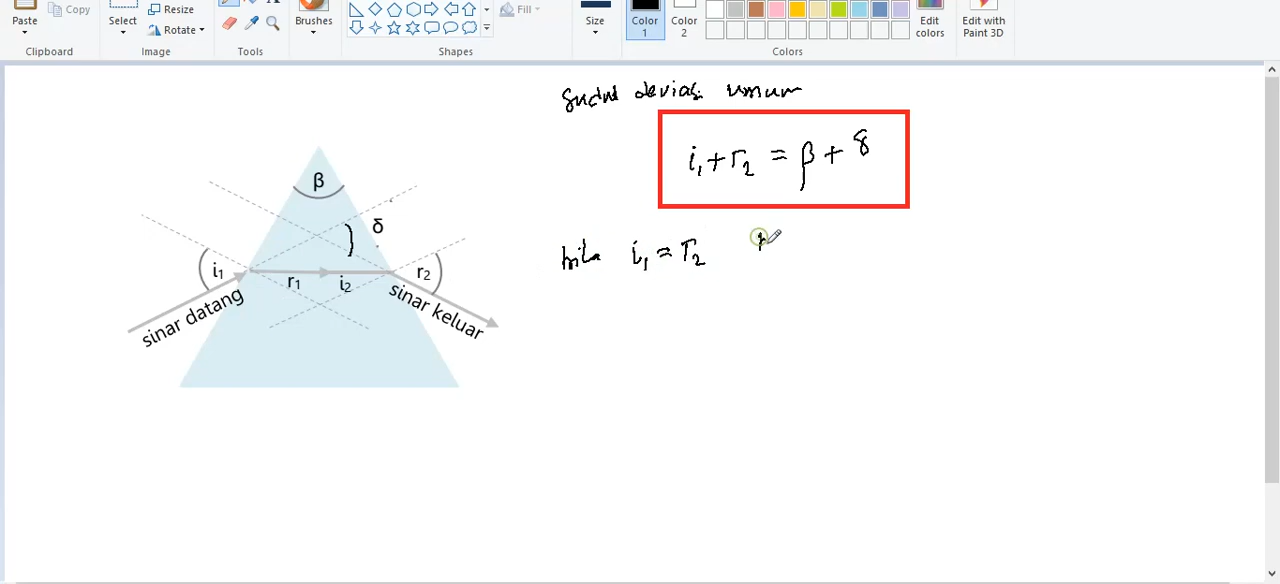 Paste
Copy
Clipboard
Select
Resize
Rotate
Image
A
Tools
Brushes
Shapes
Fill
Size
Color 1
Color 2
Colors
Edit colors
Edit with Paint 3D
sudut deviasi umum
i₁ + r₂ = β + δ
bila i₁ = r₂
β
δ
i₁
r₁
i₂
r₂
sinar datang
sinar keluar